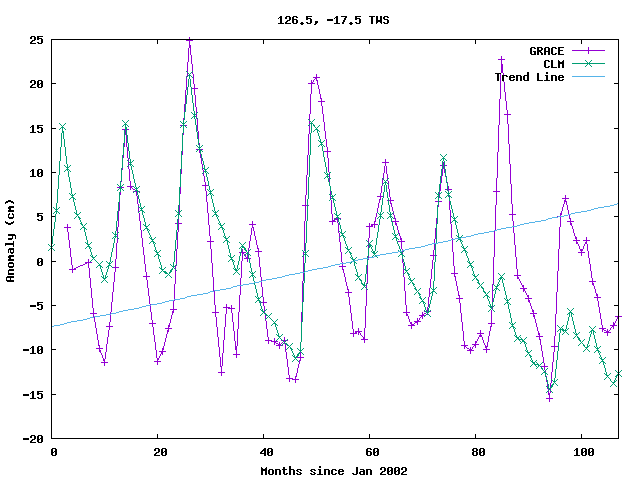 126.5, -17.5 TWS
GRACE
CLM
Trend Line
25
20
15
10
5
0
-5
-10
-15
-20
Anomaly (cm)
0 20 40 60 80 100
Months since Jan 2002